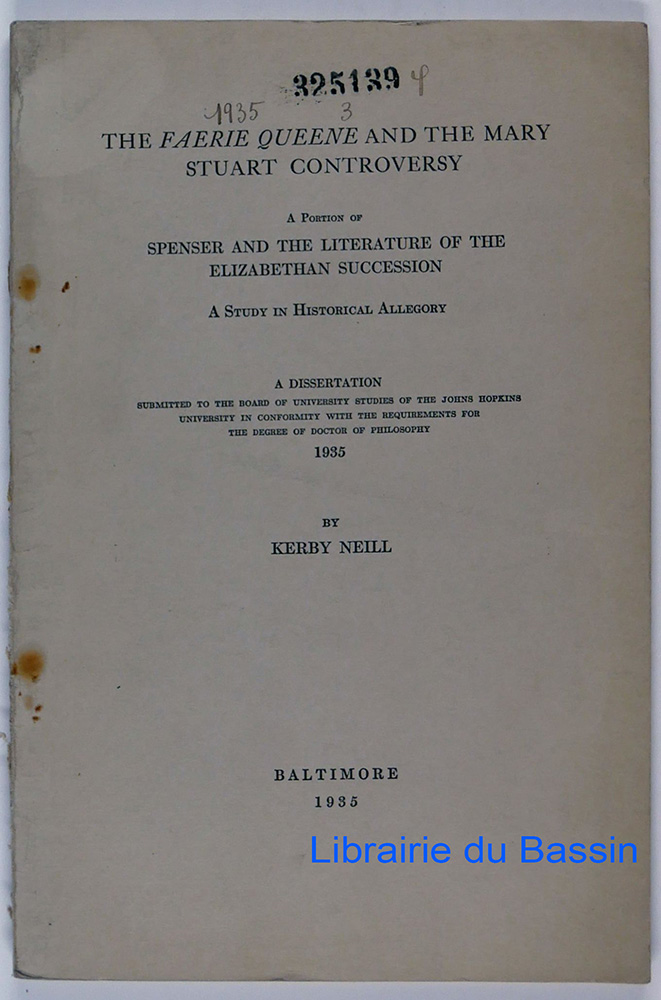 325139 4
1935 3
THE FAERIE QUEENE AND THE MARY
STUART CONTROVERSY
A PORTION OF
SPENSER AND THE LITERATURE OF THE
ELIZABETHAN SUCCESSION
A STUDY IN HISTORICAL ALLEGORY
A DISSERTATION
SUBMITTED TO THE BOARD OF UNIVERSITY STUDIES OF THE JOHNS HOPKINS
UNIVERSITY IN CONFORMITY WITH THE REQUIREMENTS FOR
THE DEGREE OF DOCTOR OF PHILOSOPHY
1935
BY
KERBY NEILL
BALTIMORE
1935
Librairie du Bassin